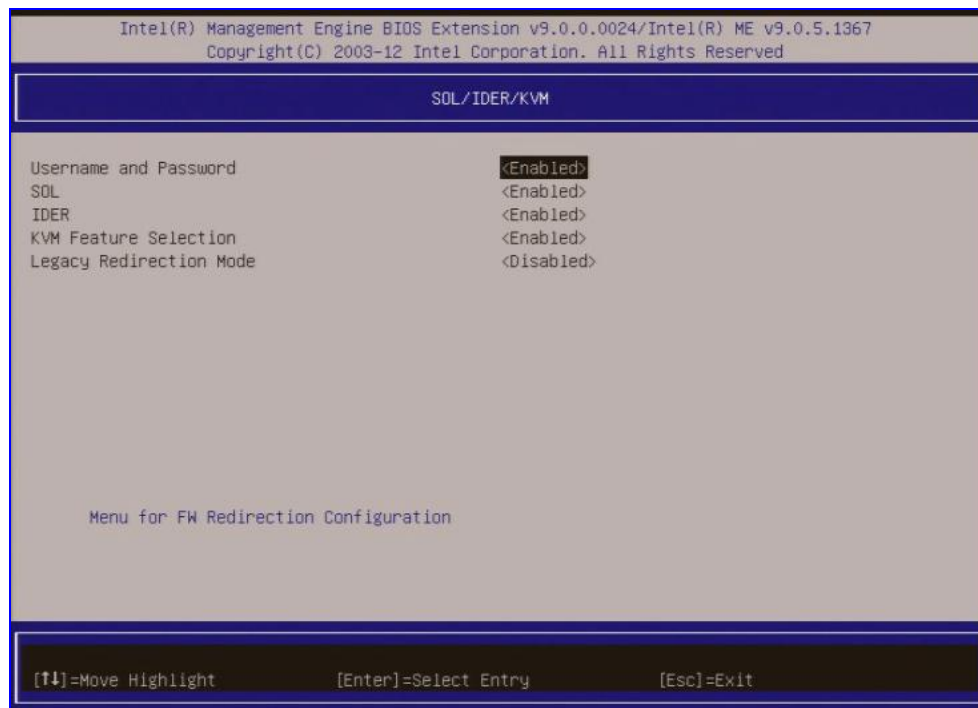 Intel(R) Management Engine BIOS Extension v9.0.0.0024/Intel(R) ME v9.0.5.1367
Copyright(C) 2003-12 Intel Corporation. All Rights Reserved
SOL/IDER/KVM
Username and Password <Enabled>
SOL <Enabled>
IDER <Enabled>
KVM Feature Selection <Enabled>
Legacy Redirection Mode <Disabled>
Menu for FW Redirection Configuration
[↑↓]=Move Highlight [Enter]=Select Entry [Esc]=Exit